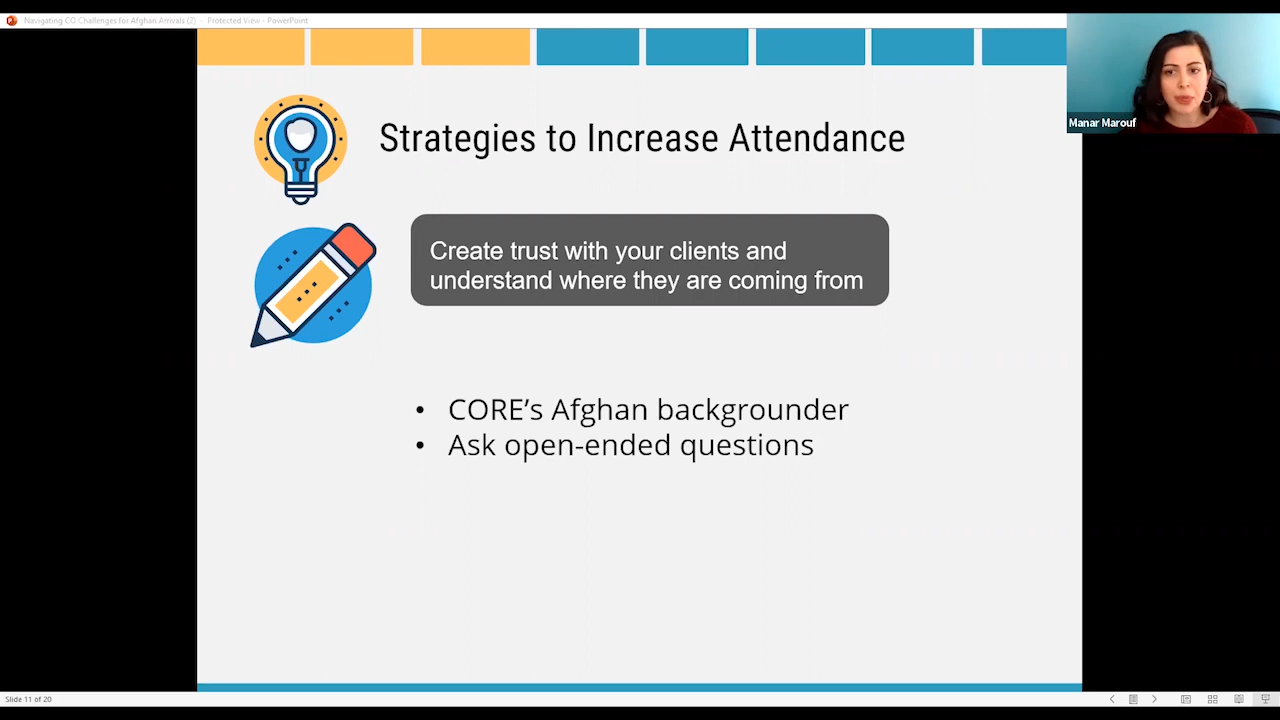 Navigating CO Challenges for Afghan Arrivals (2) - Protected View - PowerPoint
Manar Marouf
Strategies to Increase Attendance
Create trust with your clients and
understand where they are coming from
• CORE’s Afghan backgrounder
• Ask open-ended questions
Slide 11 of 20